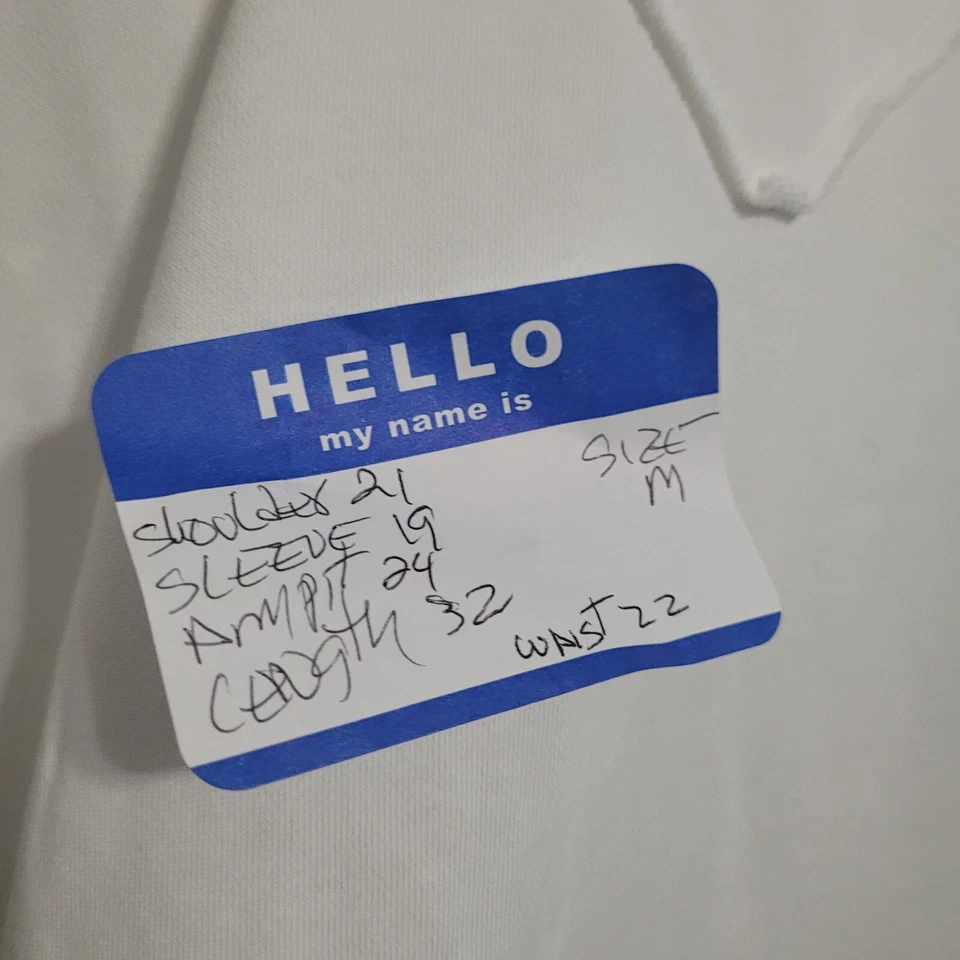 HELLO
my name is
SIZE
M
Shoulder 21
SLEEVE 19
ArMPIT 24
LENgth 32
WAIST 22